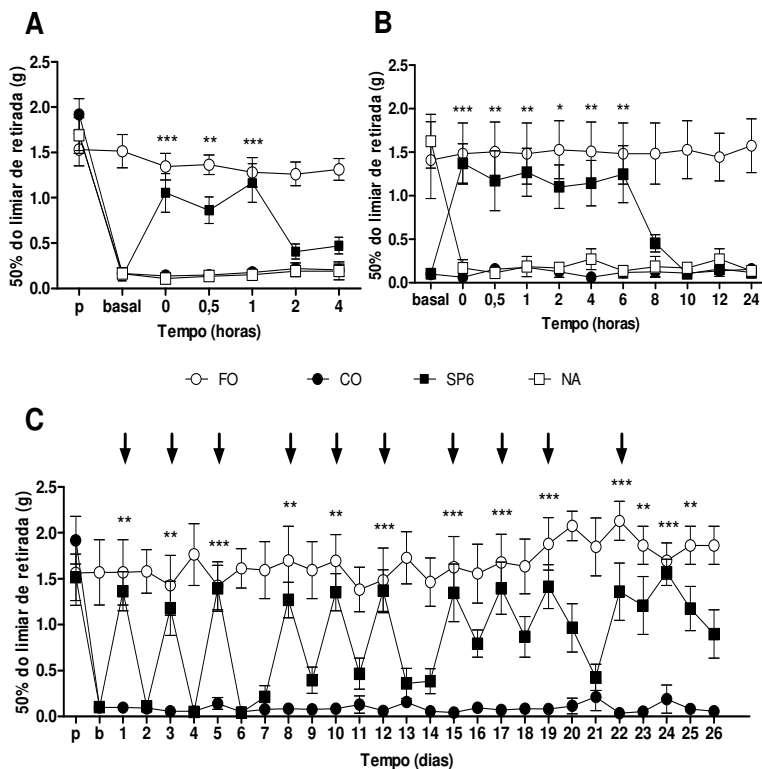 A
B
50% do limiar de retirada (g)
2.5
2.0
1.5
1.0
0.5
0.0
*** ** ***
p basal 0 0,5 1 2 4
Tempo (horas)
50% do limiar de retirada (g)
2.5
2.0
1.5
1.0
0.5
0.0
*** ** ** * ** **
basal 0 0,5 1 2 4 6 8 10 12 24
Tempo (horas)
FO CO SP6 NA
C
50% do limiar de retirada (g)
2.5
2.0
1.5
1.0
0.5
0.0
** ** *** ** ** *** *** *** *** *** ** *** **
p b 1 2 3 4 5 6 7 8 9 10 11 12 13 14 15 16 17 18 19 20 21 22 23 24 25 26
Tempo (dias)